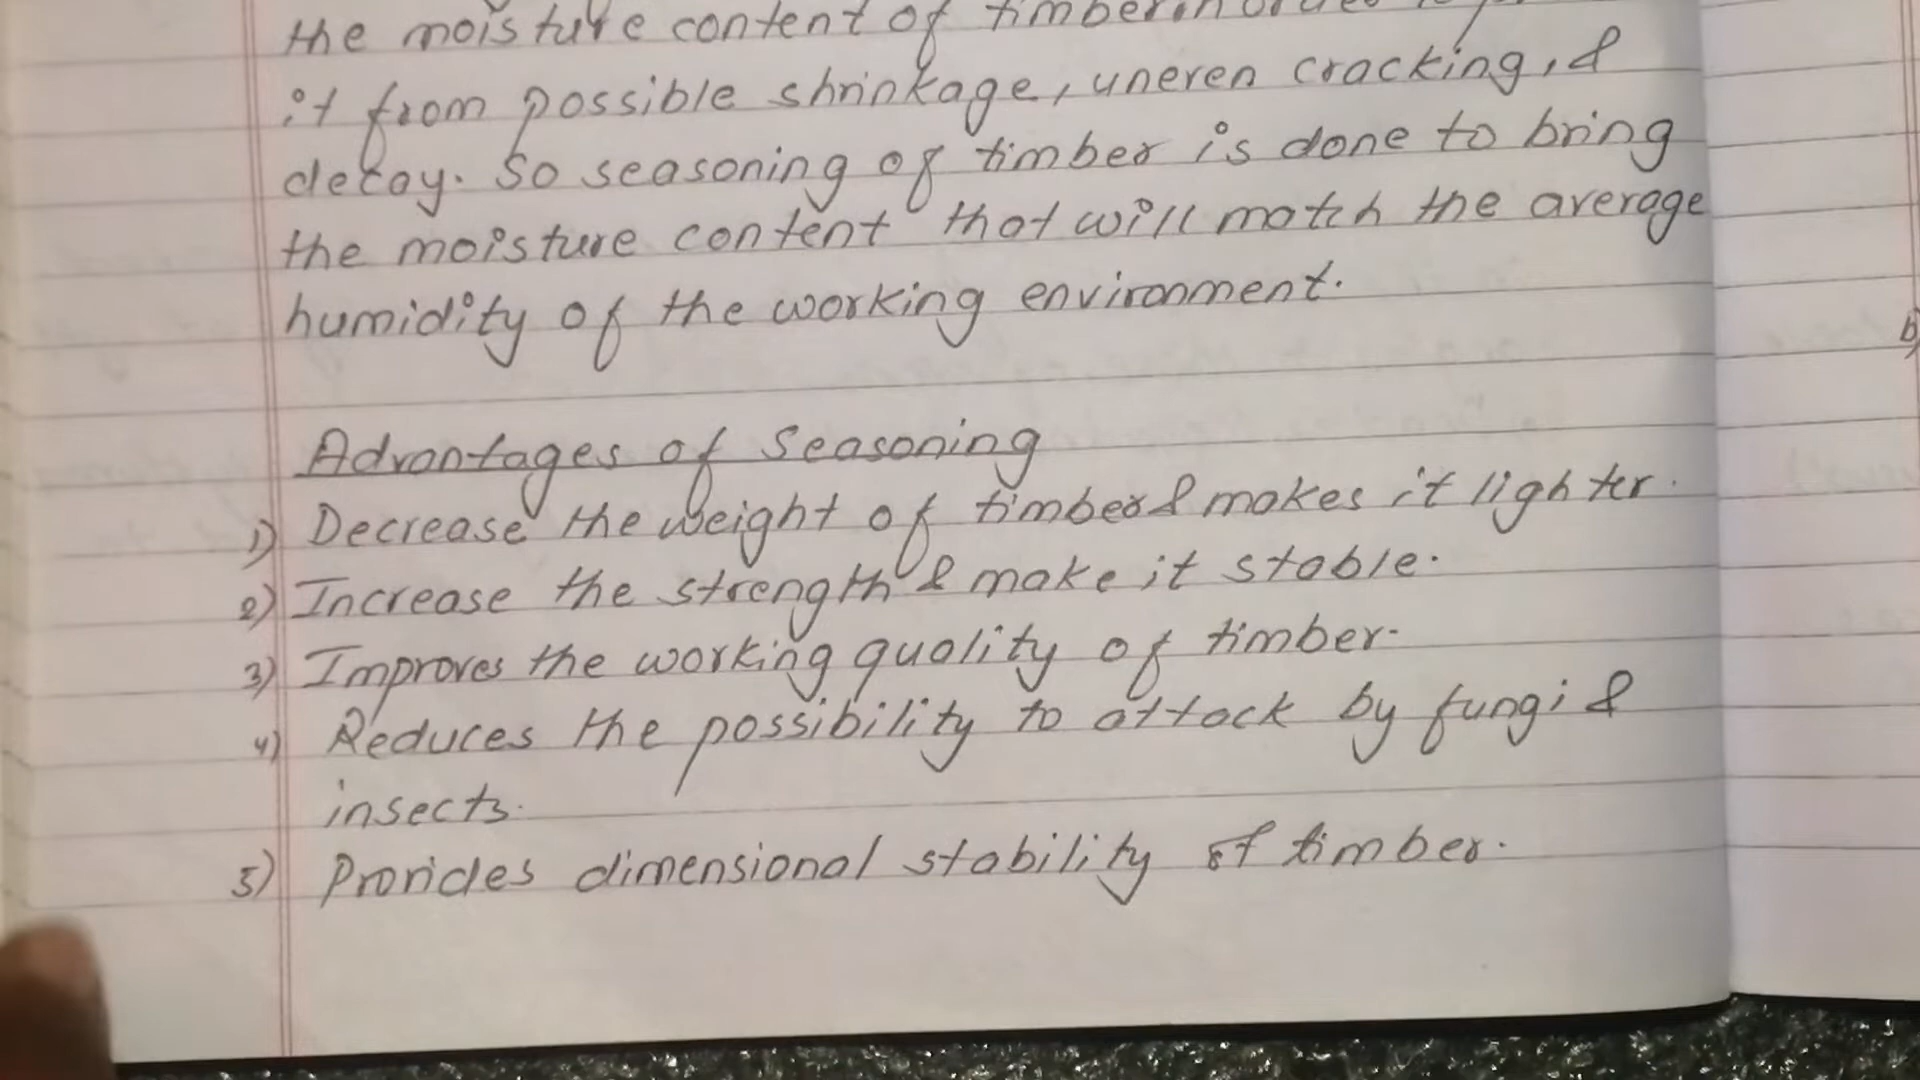 the moisture content of timber in order
it from possible shrinkage, uneven cracking, &
decay. So seasoning of timber is done to bring
the moisture content that will match the average
humidity of the working environment.
Advantages of Seasoning
1) Decrease the weight of timber & makes it lighter.
2) Increase the strength & make it stable.
3) Improves the working quality of timber.
4) Reduces the possibility to attack by fungi &
insects.
5) Provides dimensional stability of timber.
b)